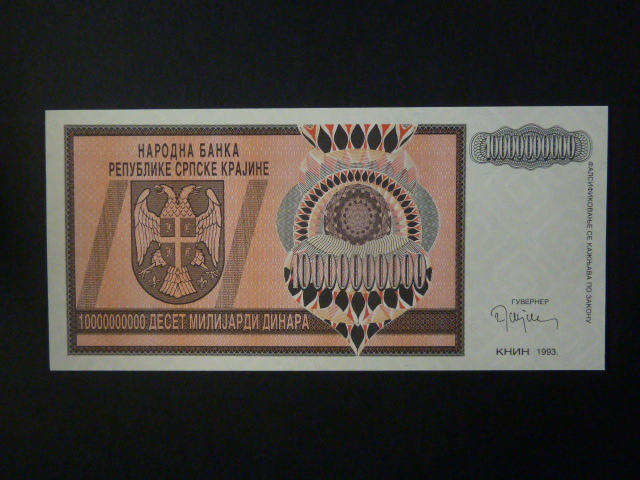 НАРОДНА БАНКА
РЕПУБЛИКЕ СРПСКЕ КРАЈИНЕ
10000000000
10000000000
10000000000 ДЕСЕТ МИЛИЈАРДИ ДИНАРА
ГУВЕРНЕР
КНИН 1993.
ФАЛСИФИКОВАЊЕ СЕ КАЖЊАВА ПО ЗАКОНУ